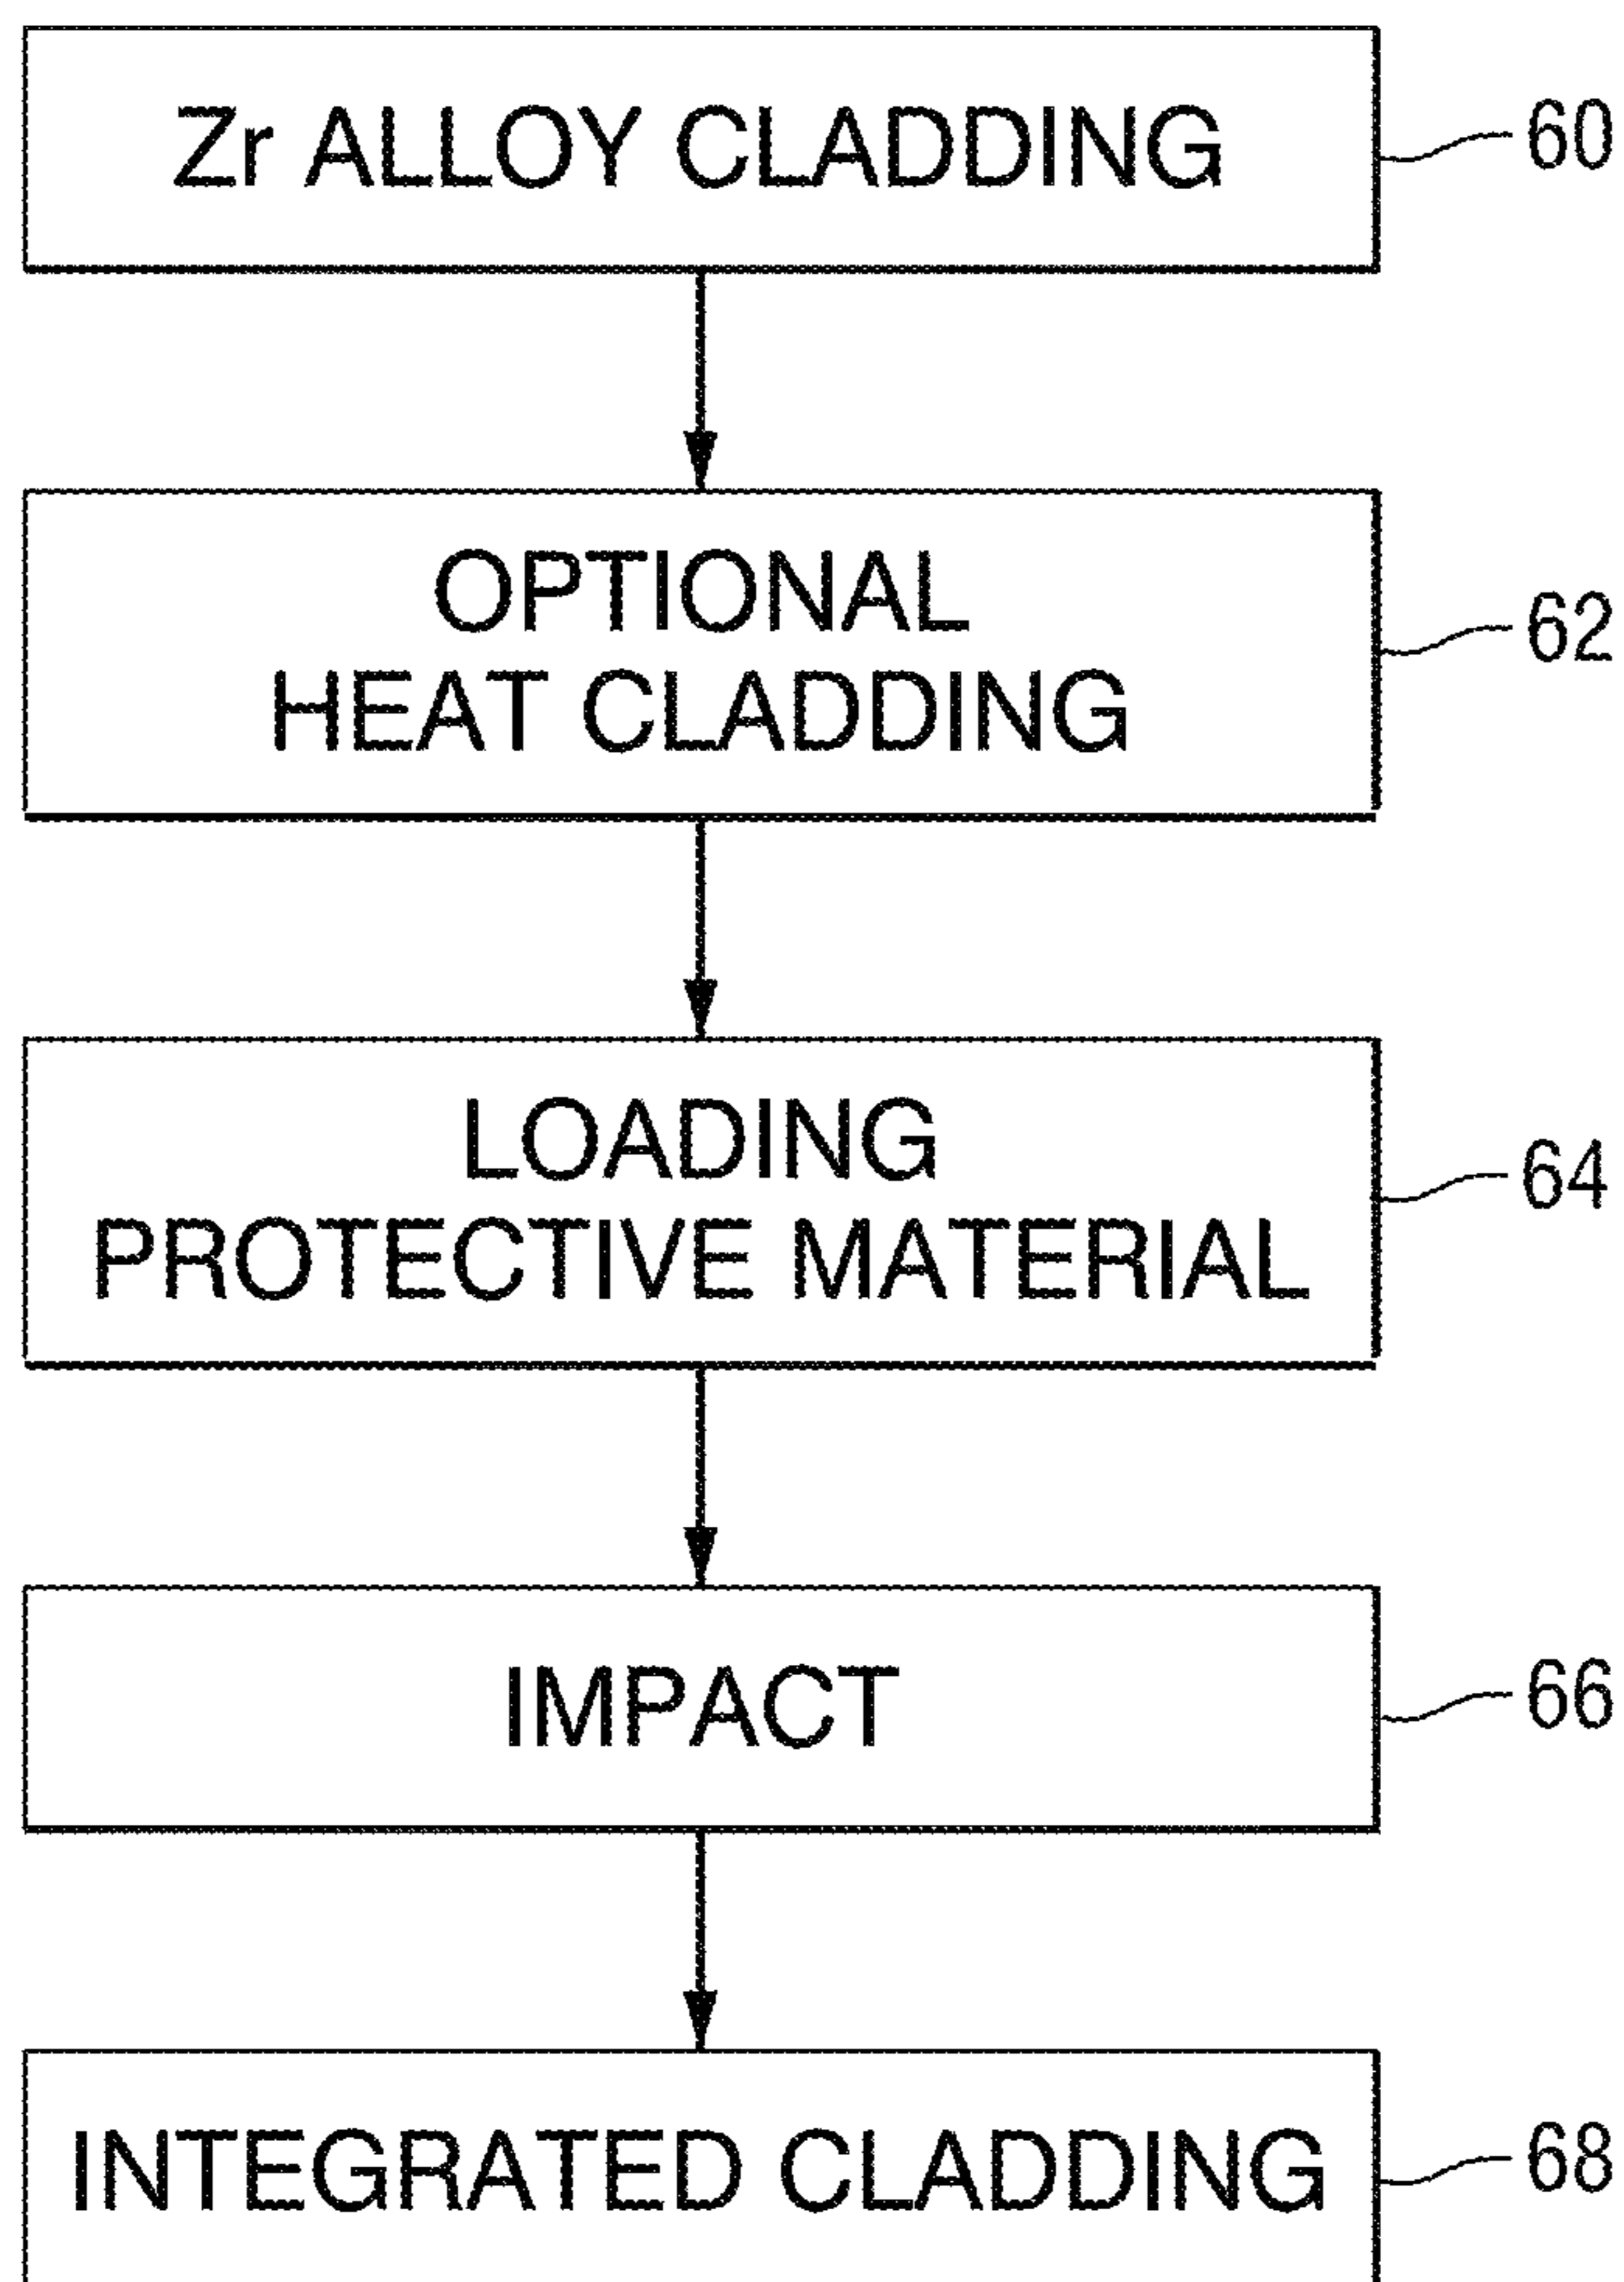 Zr ALLOY CLADDING
60
OPTIONAL
HEAT CLADDING
62
LOADING
PROTECTIVE MATERIAL
64
IMPACT
66
INTEGRATED CLADDING
68